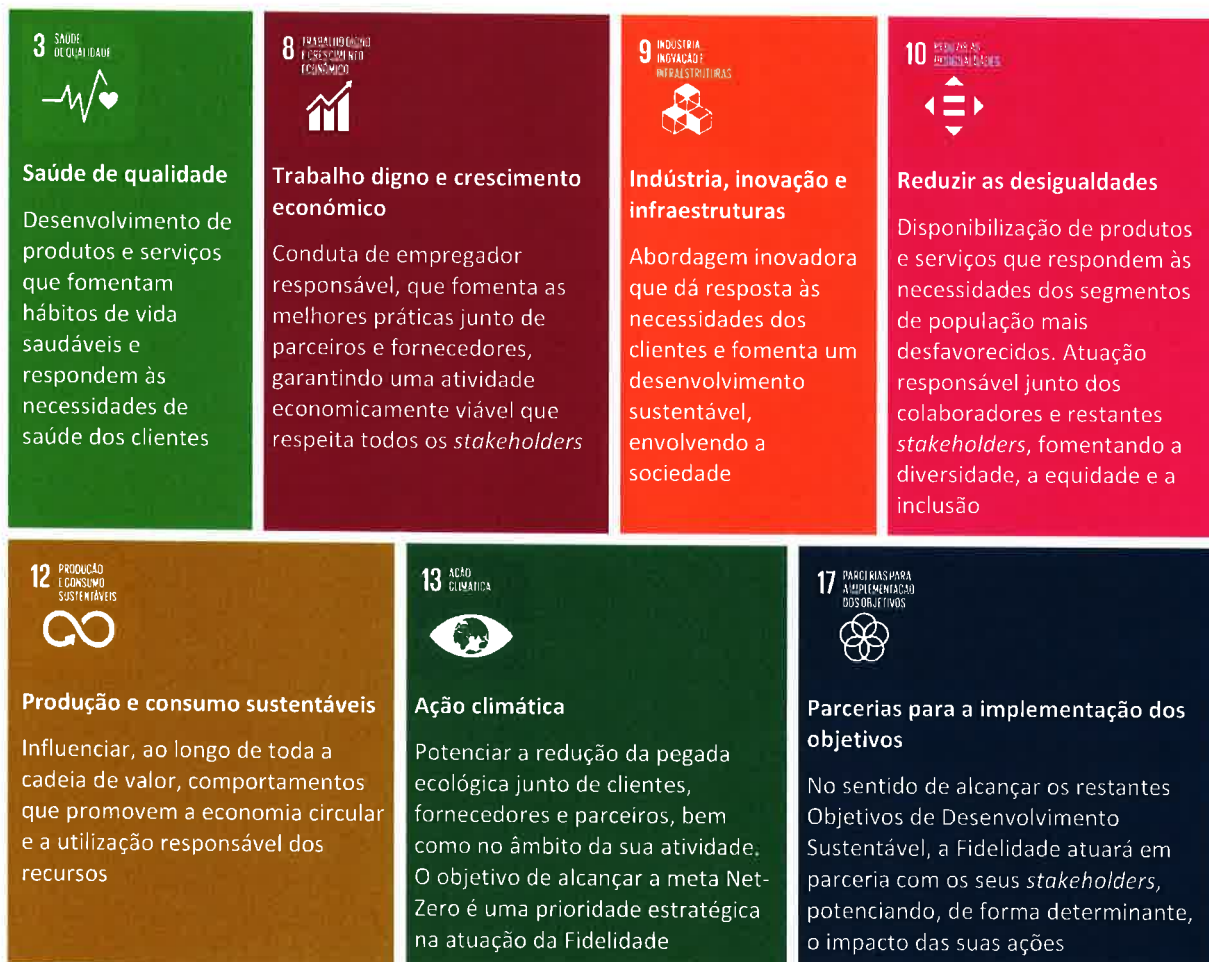 3 SAÚDE
DE QUALIDADE
Saúde de qualidade
Desenvolvimento de
produtos e serviços
que fomentam
hábitos de vida
saudáveis e
respondem às
necessidades de
saúde dos clientes
8 TRABALHO DIGNO
E CRESCIMENTO
ECONÓMICO
Trabalho digno e crescimento
económico
Conduta de empregador
responsável, que fomenta as
melhores práticas junto de
parceiros e fornecedores,
garantindo uma atividade
economicamente viável que
respeita todos os stakeholders
9 INDÚSTRIA
INOVAÇÃO E
INFRAESTRUTURAS
Indústria, inovação e
infraestruturas
Abordagem inovadora
que dá resposta às
necessidades dos
clientes e fomenta um
desenvolvimento
sustentável,
envolvendo a
sociedade
10 REDUZIR AS
DESIGUALDADES
Reduzir as desigualdades
Disponibilização de produtos
e serviços que respondem às
necessidades dos segmentos
de população mais
desfavorecidos. Atuação
responsável junto dos
colaboradores e restantes
stakeholders, fomentando a
diversidade, a equidade e a
inclusão
12 PRODUÇÃO
E CONSUMO
SUSTENTÁVEIS
Produção e consumo sustentáveis
Influenciar, ao longo de toda a
cadeia de valor, comportamentos
que promovem a economia circular
e a utilização responsável dos
recursos
13 AÇÃO
CLIMÁTICA
Ação climática
Potenciar a redução da pegada
ecológica junto de clientes,
fornecedores e parceiros, bem
como no âmbito da sua atividade.
O objetivo de alcançar a meta Net-
Zero é uma prioridade estratégica
na atuação da Fidelidade
17 PARCERIAS PARA
A IMPLEMENTAÇÃO
DOS OBJETIVOS
Parcerias para a implementação dos
objetivos
No sentido de alcançar os restantes
Objetivos de Desenvolvimento
Sustentável, a Fidelidade atuará em
parceria com os seus stakeholders,
potenciando, de forma determinante,
o impacto das suas ações